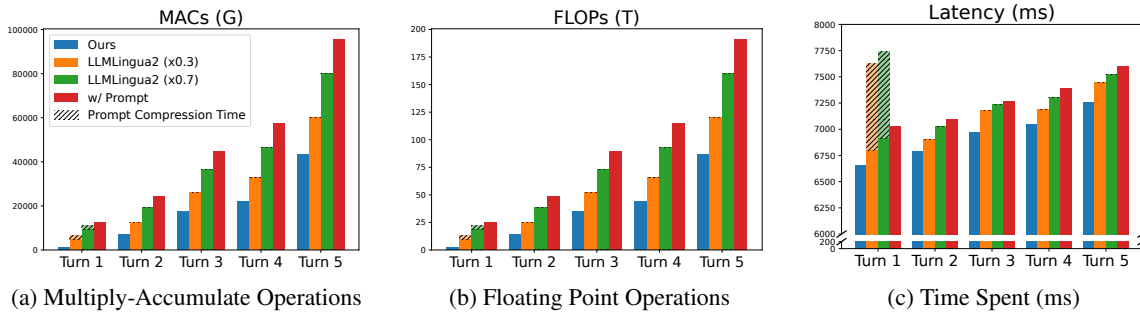 MACs (G)
100000
80000
60000
40000
20000
0
Ours
LLMLingua2 (x0.3)
LLMLingua2 (x0.7)
w/ Prompt
Prompt Compression Time
Turn 1 Turn 2 Turn 3 Turn 4 Turn 5
(a) Multiply-Accumulate Operations
FLOPs (T)
200
175
150
125
100
75
50
25
0
Turn 1 Turn 2 Turn 3 Turn 4 Turn 5
(b) Floating Point Operations
Latency (ms)
8000
7750
7500
7250
7000
6750
6500
6250
6000
200
0
Turn 1 Turn 2 Turn 3 Turn 4 Turn 5
(c) Time Spent (ms)